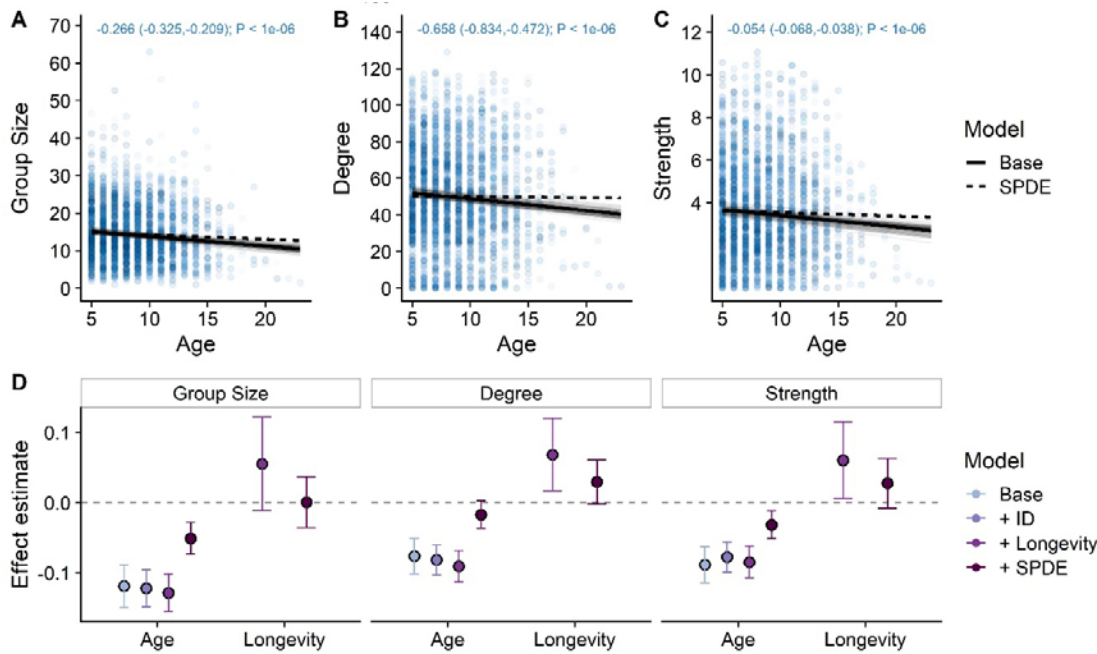 A
-0.266 (-0.325,-0.209); P < 1e-06
Group Size
70
60
50
40
30
20
10
0
5 10 15 20
Age
B
-0.658 (-0.834,-0.472); P < 1e-06
Degree
140
120
100
80
60
40
20
0
5 10 15 20
Age
C
-0.054 (-0.068,-0.038); P < 1e-06
Strength
12
10
8
6
4
5 10 15 20
Age
Model
Base
SPDE
D
Group Size
Degree
Strength
Effect estimate
0.1
0.0
-0.1
Age Longevity
Age Longevity
Age Longevity
Model
Base
+ ID
+ Longevity
+ SPDE